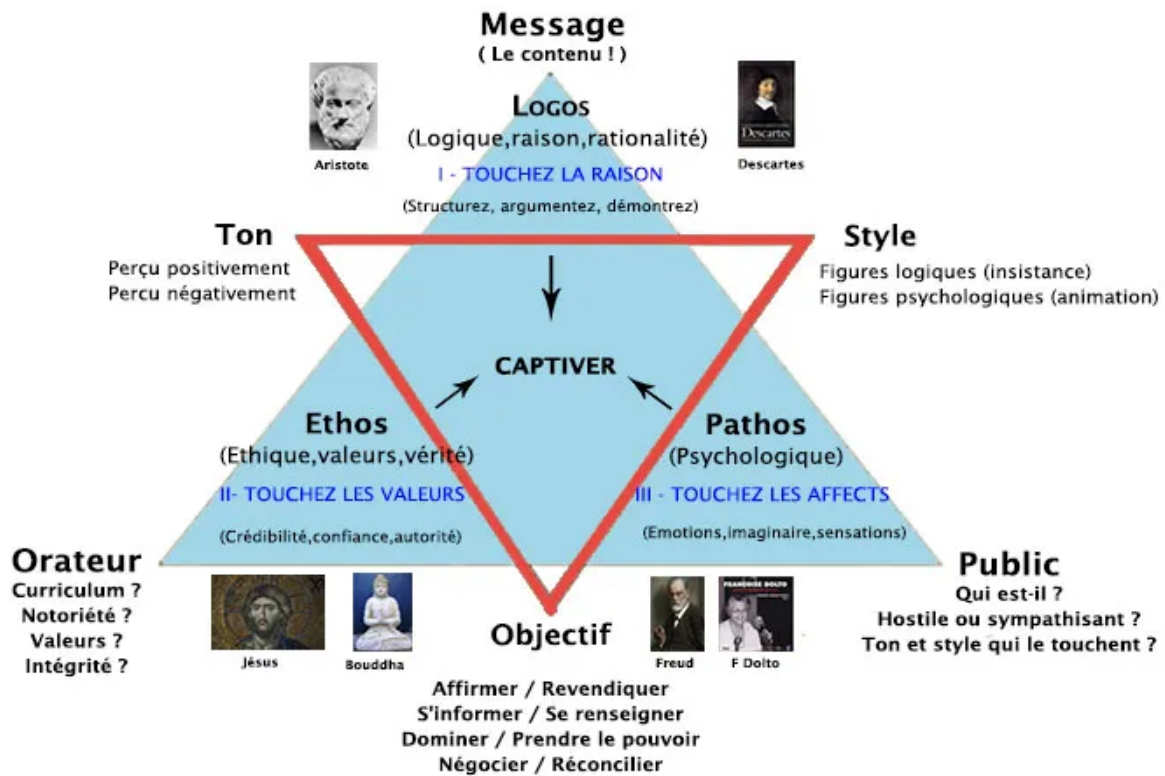 Message
( Le contenu ! )
Logos
(Logique,raison,rationalité)
I - TOUCHEZ LA RAISON
(Structurez, argumentez, démontrez)
Aristote
Descartes
Descartes
Ton
Perçu positivement
Percu négativement
Style
Figures logiques (insistance)
Figures psychologiques (animation)
CAPTIVER
Ethos
(Ethique,valeurs,vérité)
II- TOUCHEZ LES VALEURS
(Crédibilité,confiance,autorité)
Pathos
(Psychologique)
III - TOUCHEZ LES AFFECTS
(Emotions,imaginaire,sensations)
Orateur
Curriculum ?
Notoriété ?
Valeurs ?
Intégrité ?
Jésus
Bouddha
Objectif
Affirmer / Revendiquer
S'informer / Se renseigner
Dominer / Prendre le pouvoir
Négocier / Réconcilier
FRANÇOISE DOLTO
Freud
F Dolto
Public
Qui est-il ?
Hostile ou sympathisant ?
Ton et style qui le touchent ?